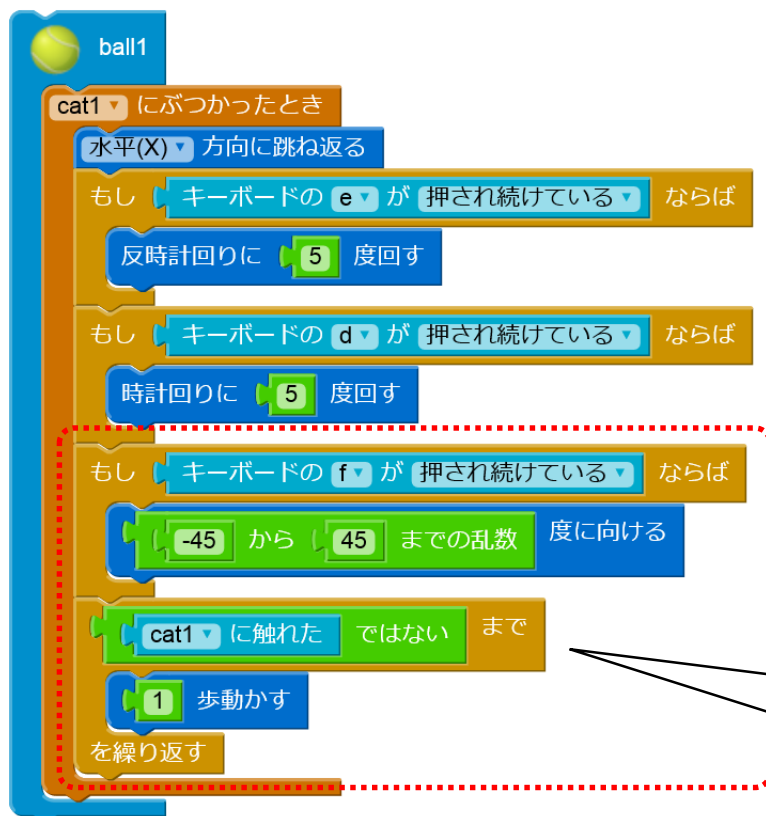 ball1
cat1 にぶつかったとき
水平(X) 方向に跳ね返る
もし キーボードの e が 押され続けている ならば
反時計回りに 5 度回す
もし キーボードの d が 押され続けている ならば
時計回りに 5 度回す
もし キーボードの f が 押され続けている ならば
-45 から 45 までの乱数 度に向ける
cat1 に触れた ではない まで
1 歩動かす
を繰り返す